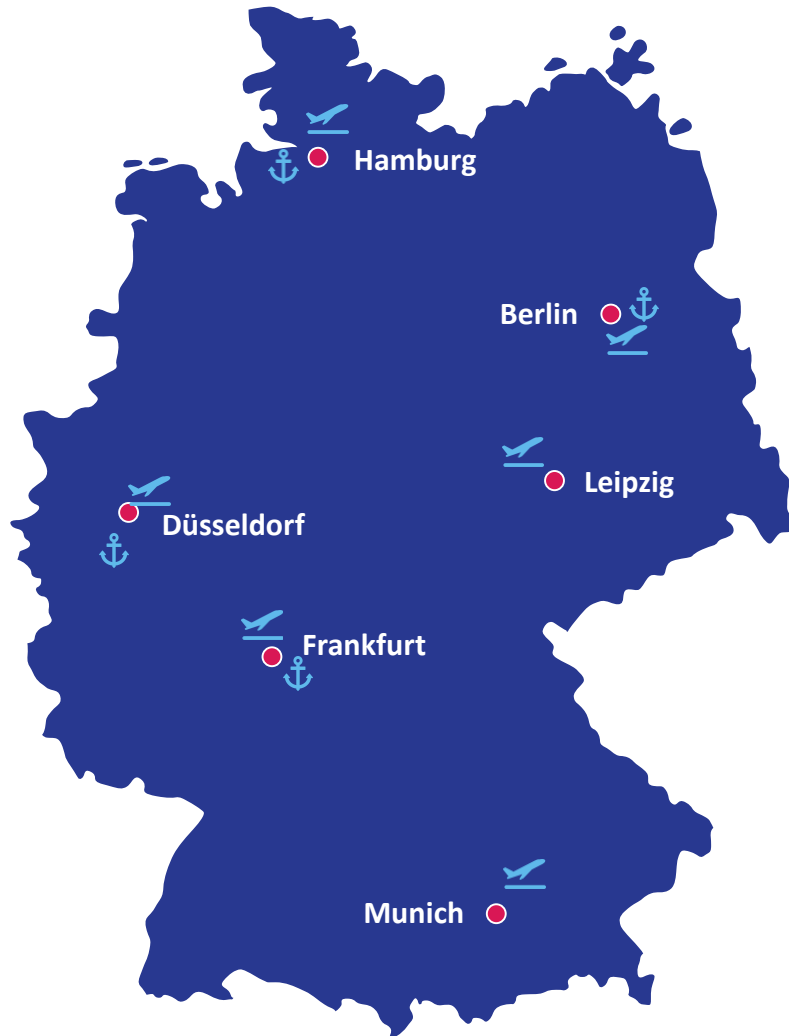 Hamburg
Berlin
Leipzig
Düsseldorf
Frankfurt
Munich